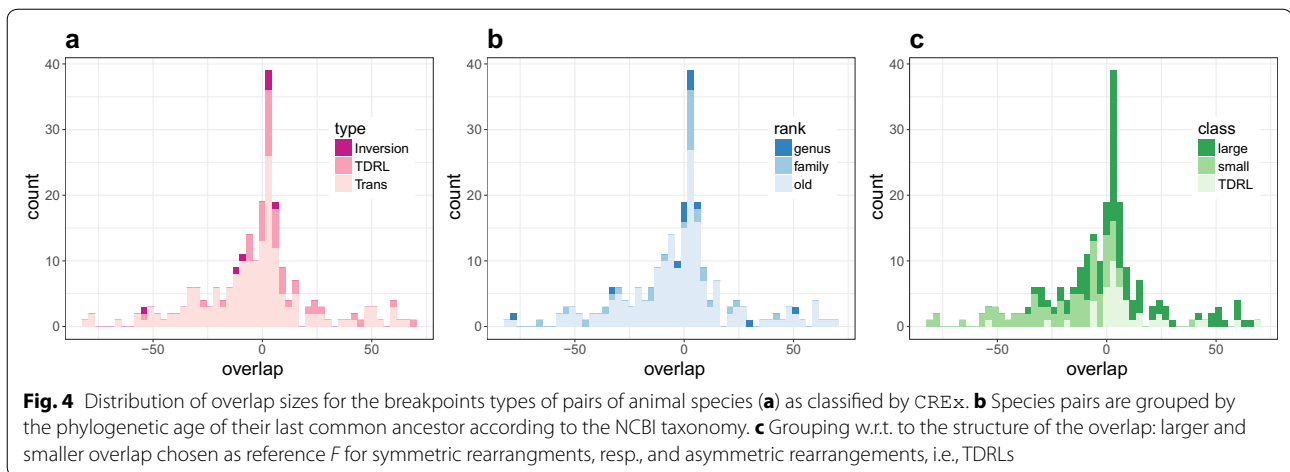 a
40
30
20
10
0
count
type
Inversion
TDRL
Trans
−50
0
50
overlap
b
40
30
20
10
0
count
rank
genus
family
old
−50
0
50
overlap
c
40
30
20
10
0
count
class
large
small
TDRL
−50
0
50
overlap
Fig. 4 Distribution of overlap sizes for the breakpoints types of pairs of animal species (a) as classified by CREx. b Species pairs are grouped by
the phylogenetic age of their last common ancestor according to the NCBI taxonomy. c Grouping w.r.t. to the structure of the overlap: larger and
smaller overlap chosen as reference F for symmetric rearrangments, resp., and asymmetric rearrangements, i.e., TDRLs